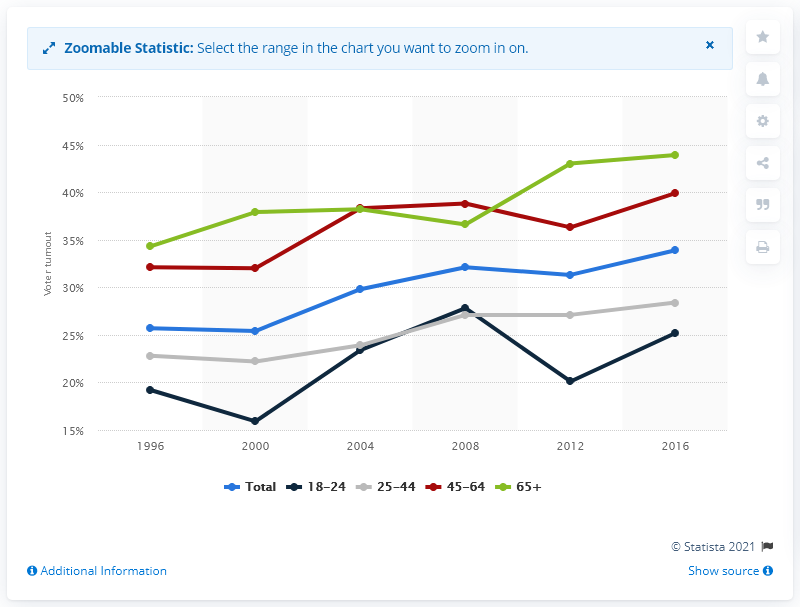 Zoomable Statistic: Select the range in the chart you want to zoom in on.
50%
45%
40%
35%
30%
25%
20%
15%
Voter turnout
1996 2000 2004 2008 2012 2016
Total 18–24 25–44 45–64 65+
© Statista 2021
Additional Information
Show source